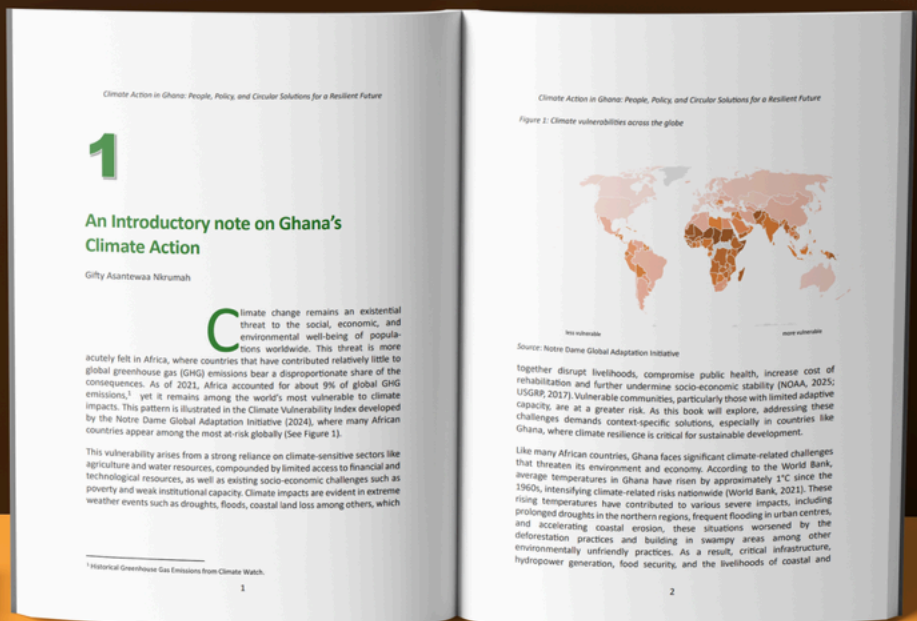 Climate Action in Ghana: People, Policy, and Circular Solutions for a Resilient Future
1
An Introductory note on Ghana's
Climate Action
Gifty Asantewaa Nkrumah
Climate change remains an existential
threat to the social, economic, and
environmental well-being of popula-
tions worldwide. This threat is more
acutely felt in Africa, where countries that have contributed relatively little to
global greenhouse gas (GHG) emissions bear a disproportionate share of the
consequences. As of 2021, Africa accounted for about 9% of global GHG
emissions,¹ yet it remains among the world's most vulnerable to climate
impacts. This pattern is illustrated in the Climate Vulnerability Index developed
by the Notre Dame Global Adaptation Initiative (2024), where many African
countries appear among the most at-risk globally (See Figure 1).
This vulnerability arises from a strong reliance on climate-sensitive sectors like
agriculture and water resources, compounded by limited access to financial and
technological resources, as well as existing socio-economic challenges such as
poverty and weak institutional capacity. Climate impacts are evident in extreme
weather events such as droughts, floods, coastal land loss among others, which
¹ Historical Greenhouse Gas Emissions from Climate Watch.
1
Climate Action in Ghana: People, Policy, and Circular Solutions for a Resilient Future
Figure 1: Climate vulnerabilities across the globe
less vulnerable
more vulnerable
Source: Notre Dame Global Adaptation Initiative
together disrupt livelihoods, compromise public health, increase cost of
rehabilitation and further undermine socio-economic stability (NOAA, 2025;
USGRP, 2017). Vulnerable communities, particularly those with limited adaptive
capacity, are at a greater risk. As this book will explore, addressing these
challenges demands context-specific solutions, especially in countries like
Ghana, where climate resilience is critical for sustainable development.
Like many African countries, Ghana faces significant climate-related challenges
that threaten its environment and economy. According to the World Bank,
average temperatures in Ghana have risen by approximately 1°C since the
1960s, intensifying climate-related risks nationwide (World Bank, 2021). These
rising temperatures have contributed to various severe impacts, including
prolonged droughts in the northern regions, frequent flooding in urban centres,
and accelerating coastal erosion, these situations worsened by the
deforestation practices and building in swampy areas among other
environmentally unfriendly practices. As a result, critical infrastructure,
hydropower generation, food security, and the livelihoods of coastal and
2